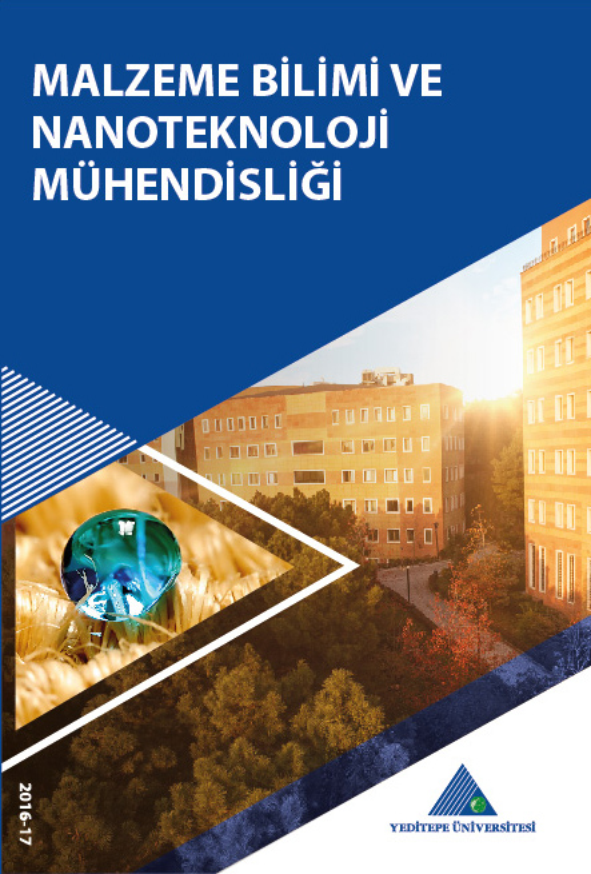 MALZEME BİLİMİ VE
NANOTEKNOLOJİ
MÜHENDİSLİĞİ
2016-17
YEDİTEPE ÜNİVERSİTESİ